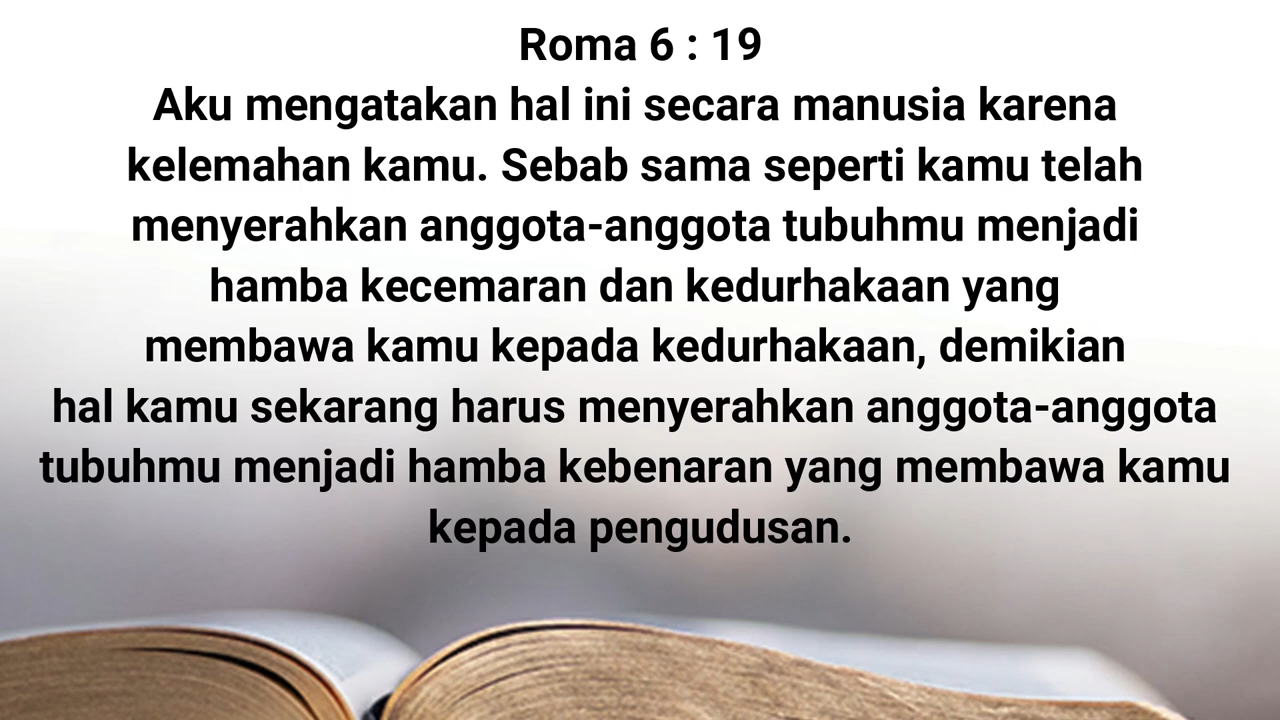 Roma 6 : 19
Aku mengatakan hal ini secara manusia karena
kelemahan kamu. Sebab sama seperti kamu telah
menyerahkan anggota-anggota tubuhmu menjadi
hamba kecemaran dan kedurhakaan yang
membawa kamu kepada kedurhakaan, demikian
hal kamu sekarang harus menyerahkan anggota-anggota
tubuhmu menjadi hamba kebenaran yang membawa kamu
kepada pengudusan.